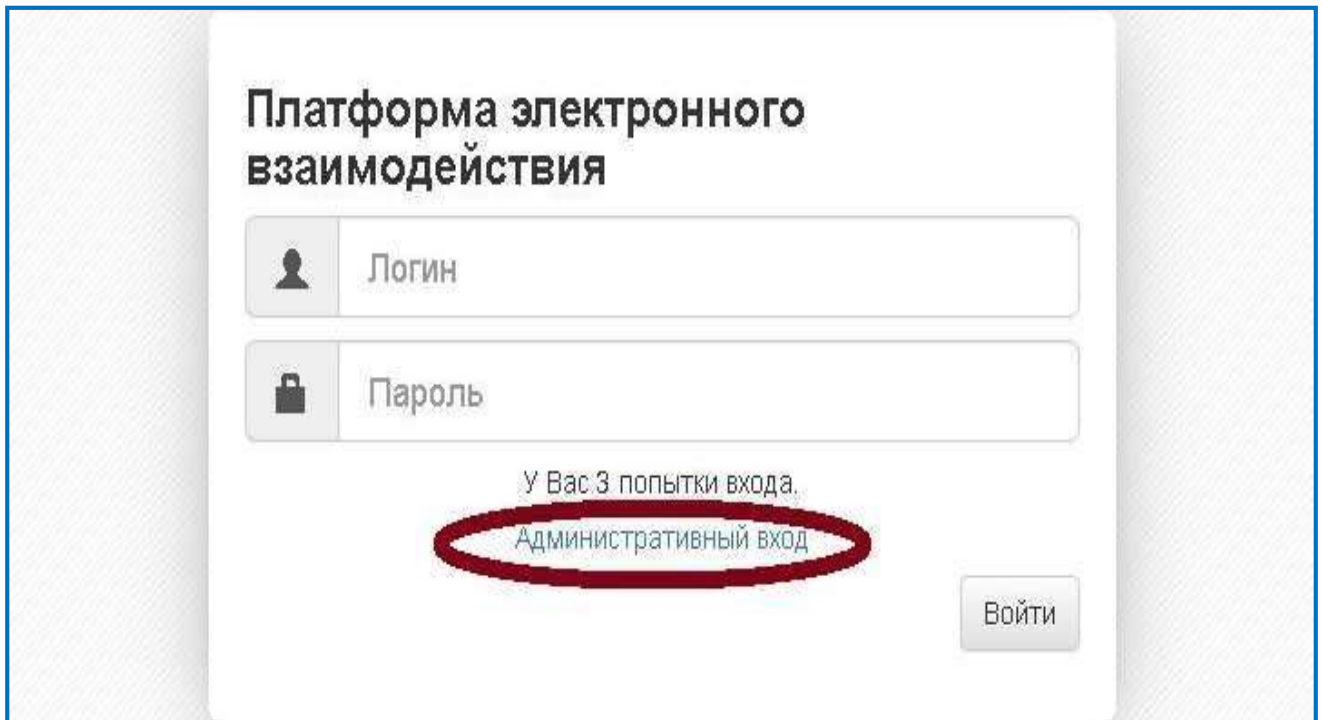 Платформа электронного
взаимодействия
Логин
Пароль
У Вас 3 попытки входа.
Административный вход
Войти